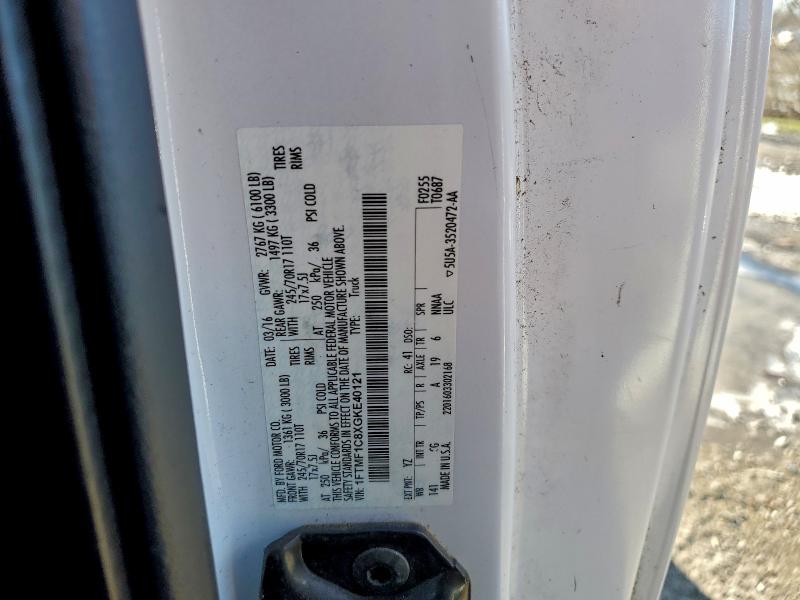 MFD. BY FORD MOTOR CO.
DATE: 03/16 GVWR: 2767 KG ( 6100 LB)
FRONT GAWR: 1361 KG ( 3000 LB) REAR GAWR: 1497 KG ( 3300 LB)
WITH 245/70R17 110T TIRES WITH 245/70R17 110T TIRES
17x7.5J RIMS 17x7.5J RIMS
AT 250 kPa/ 36 PSI COLD AT 250 kPa/ 36 PSI COLD
THIS VEHICLE CONFORMS TO ALL APPLICABLE FEDERAL MOTOR VEHICLE
SAFETY STANDARDS IN EFFECT ON THE DATE OF MANUFACTURE SHOWN ABOVE.
VIN: 1FTMF1C8XGKE40121 TYPE: Truck
F0255
T0687
EXT PNT: YZ RC: 41 DSO:
WB INT TR TP/PS R AXLE TR SPR
141 CG A 19 6 NNAA
ULC
MADE IN U.S.A. 2201603302168
5U5A-3520472-AA